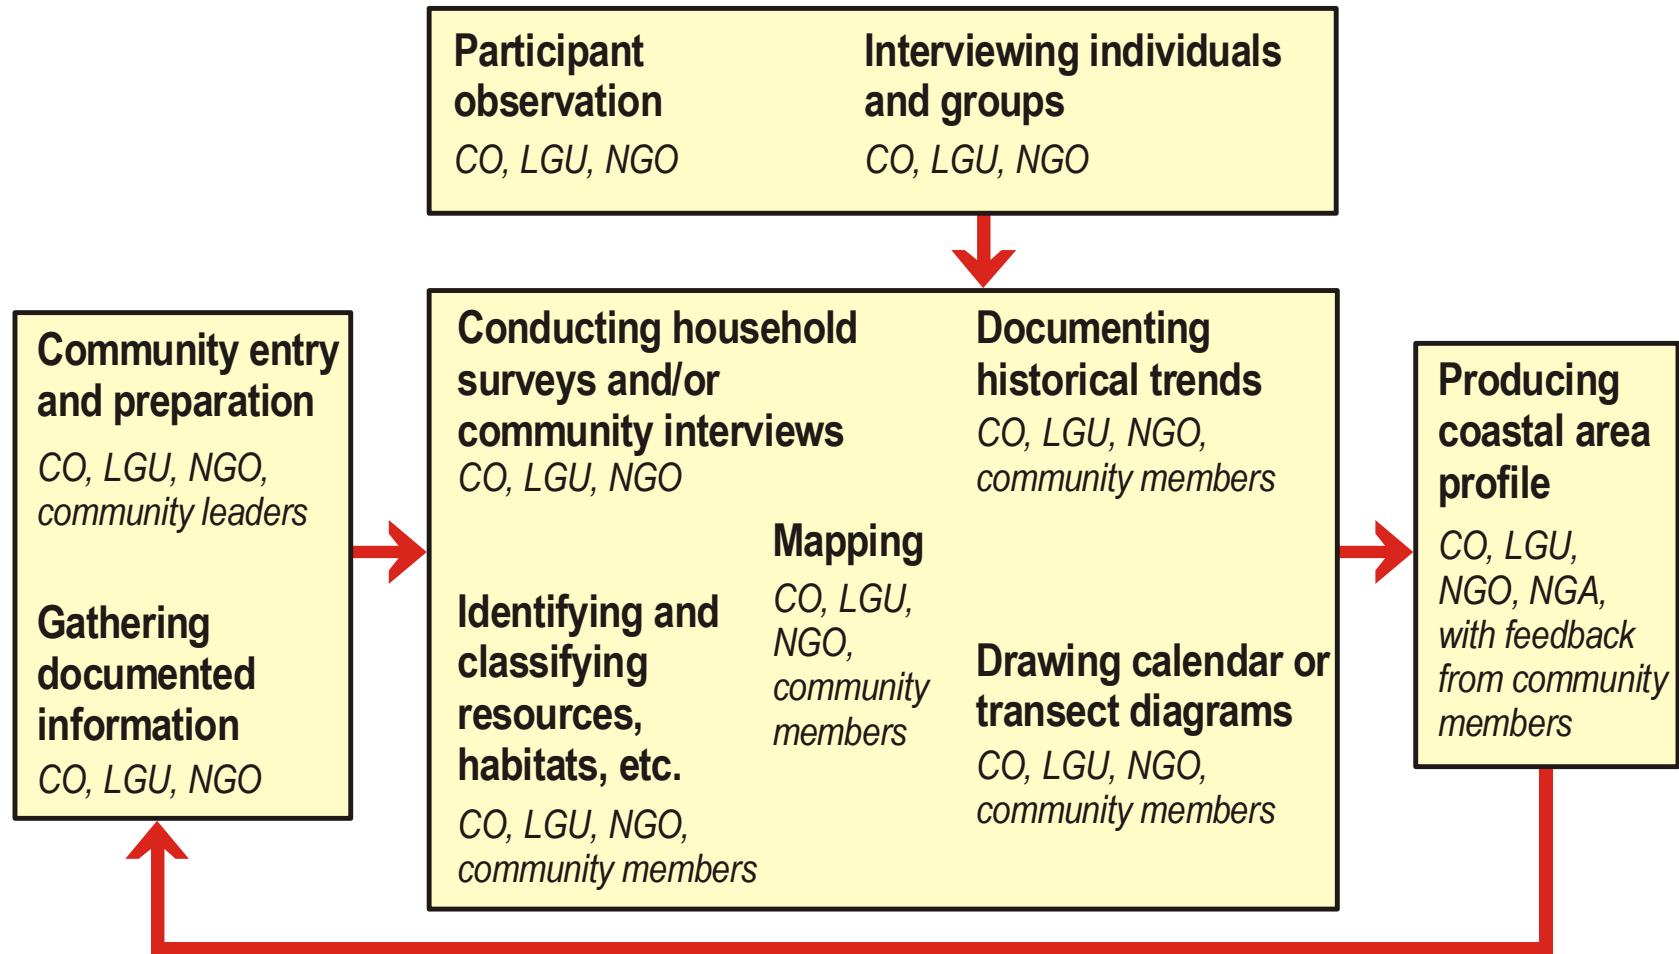 Participant
observation
CO, LGU, NGO
Interviewing individuals
and groups
CO, LGU, NGO
Community entry
and preparation
CO, LGU, NGO,
community leaders
Gathering
documented
information
CO, LGU, NGO
Conducting household
surveys and/or
community interviews
CO, LGU, NGO
Documenting
historical trends
CO, LGU, NGO,
community members
Mapping
CO, LGU,
NGO,
community
members
Identifying and
classifying
resources,
habitats, etc.
CO, LGU, NGO,
community members
Drawing calendar or
transect diagrams
CO, LGU, NGO,
community members
Producing
coastal area
profile
CO, LGU,
NGO, NGA,
with feedback
from community
members